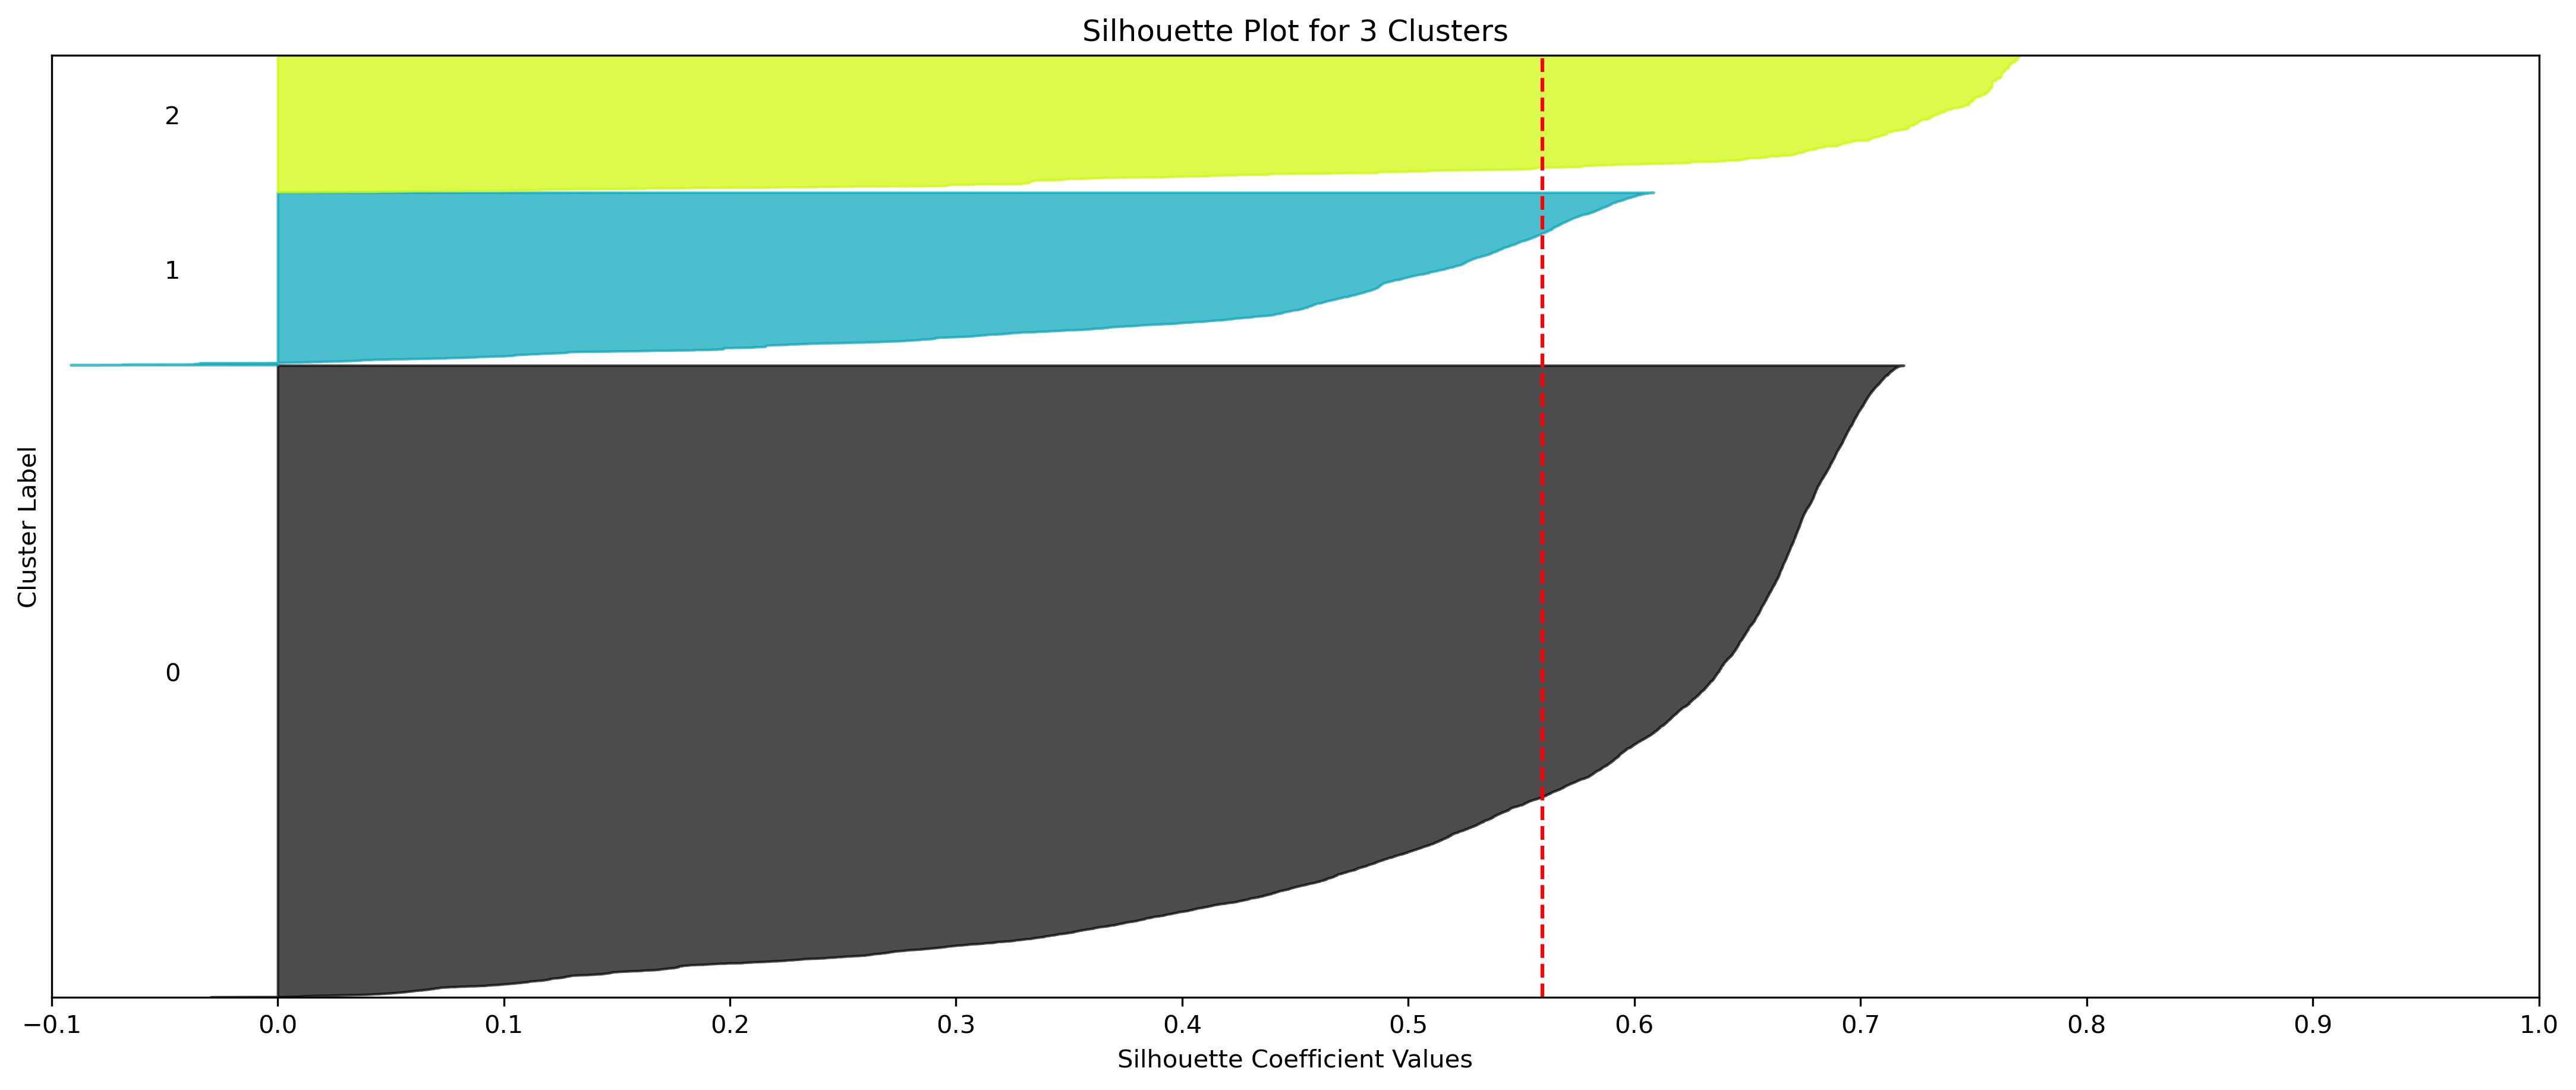 Silhouette Plot for 3 Clusters
2
1
0
Cluster Label
−0.1 0.0 0.1 0.2 0.3 0.4 0.5 0.6 0.7 0.8 0.9 1.0
Silhouette Coefficient Values